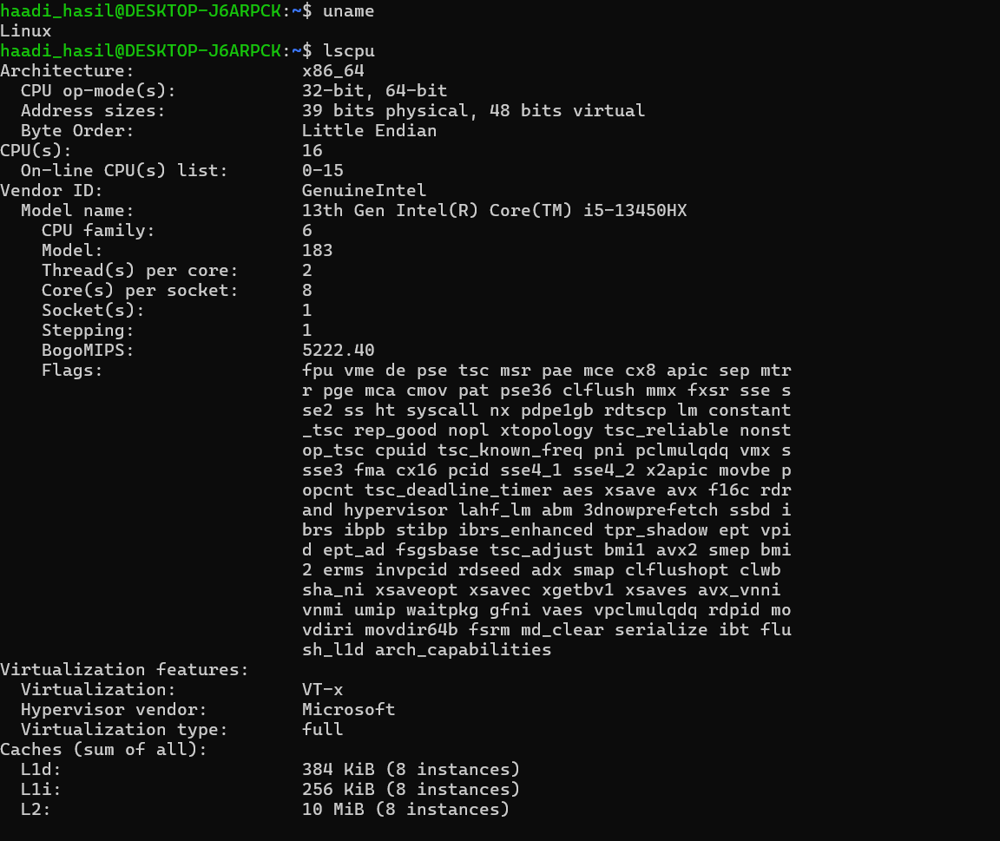 haadi_hasil@DESKTOP-J6ARPCK:~$ uname
Linux
haadi_hasil@DESKTOP-J6ARPCK:~$ lscpu
Architecture:                x86_64
  CPU op-mode(s):            32-bit, 64-bit
  Address sizes:             39 bits physical, 48 bits virtual
  Byte Order:                Little Endian
CPU(s):                      16
  On-line CPU(s) list:       0-15
Vendor ID:                   GenuineIntel
  Model name:                13th Gen Intel(R) Core(TM) i5-13450HX
    CPU family:              6
    Model:                   183
    Thread(s) per core:      2
    Core(s) per socket:      8
    Socket(s):               1
    Stepping:                1
    BogoMIPS:                5222.40
    Flags:                   fpu vme de pse tsc msr pae mce cx8 apic sep mtr
                             r pge mca cmov pat pse36 clflush mmx fxsr sse s
                             se2 ss ht syscall nx pdpe1gb rdtscp lm constant
                             _tsc rep_good nopl xtopology tsc_reliable nonst
                             op_tsc cpuid tsc_known_freq pni pclmulqdq vmx s
                             sse3 fma cx16 pcid sse4_1 sse4_2 x2apic movbe p
                             opcnt tsc_deadline_timer aes xsave avx f16c rdr
                             and hypervisor lahf_lm abm 3dnowprefetch ssbd i
                             brs ibpb stibp ibrs_enhanced tpr_shadow ept vpi
                             d ept_ad fsgsbase tsc_adjust bmi1 avx2 smep bmi
                             2 erms invpcid rdseed adx smap clflushopt clwb
                             sha_ni xsaveopt xsavec xgetbv1 xsaves avx_vnni
                             vnmi umip waitpkg gfni vaes vpclmulqdq rdpid mo
                             vdiri movdir64b fsrm md_clear serialize ibt flu
                             sh_l1d arch_capabilities
Virtualization features:
  Virtualization:            VT-x
  Hypervisor vendor:         Microsoft
  Virtualization type:       full
Caches (sum of all):
  L1d:                       384 KiB (8 instances)
  L1i:                       256 KiB (8 instances)
  L2:                        10 MiB (8 instances)